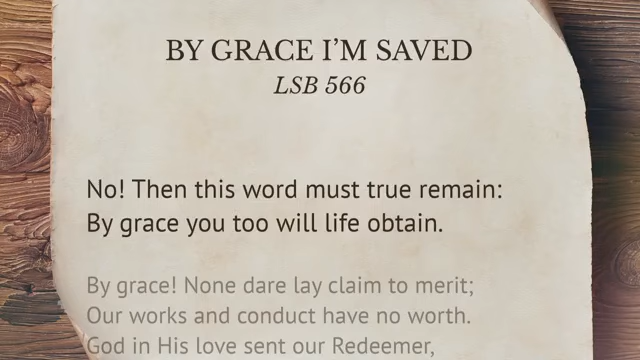 BY GRACE I’M SAVED
LSB 566
No! Then this word must true remain:
By grace you too will life obtain.
By grace! None dare lay claim to merit;
Our works and conduct have no worth.
God in His love sent our Redeemer,